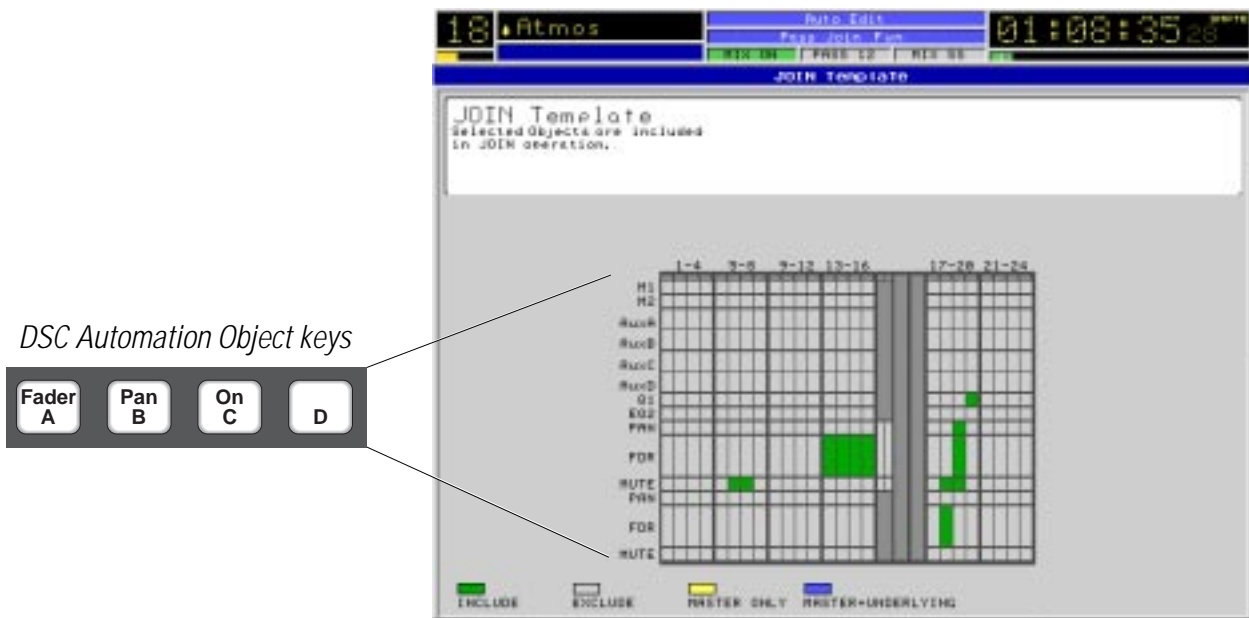 18 Atmos
Auto Edit
Pass Join Fwn
MIX ON PASS 12 MIX 55
01:08:35 28
JOIN Template
JOIN Template
Selected Objects are included
in JOIN operation.
1-4 5-8 9-12 13-16 17-20 21-24
M1
M2
AuxA
AuxB
AuxC
AuxD
EQ2
PAN
FDR
MUTE
PAN
FDR
MUTE
INCLUDE EXCLUDE MASTER ONLY MASTER+UNDERLYING
DSC Automation Object keys
Fader A
Pan B
On C
D